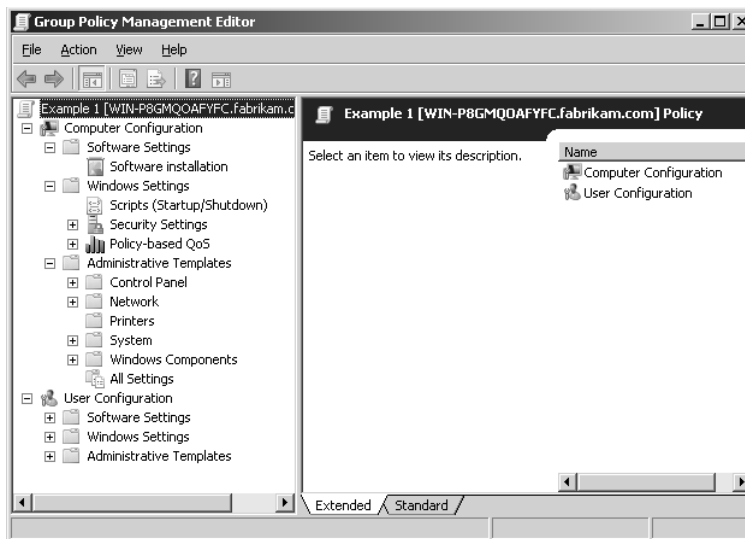 Group Policy Management Editor
File Action View Help
Example 1 [WIN-P8GMQOAFYFC.fabrikam.c
Computer Configuration
Software Settings
Software installation
Windows Settings
Scripts (Startup/Shutdown)
Security Settings
Policy-based QoS
Administrative Templates
Control Panel
Network
Printers
System
Windows Components
All Settings
User Configuration
Software Settings
Windows Settings
Administrative Templates
Example 1 [WIN-P8GMQOAFYFC.fabrikam.com] Policy
Select an item to view its description.
Name
Computer Configuration
User Configuration
Extended Standard